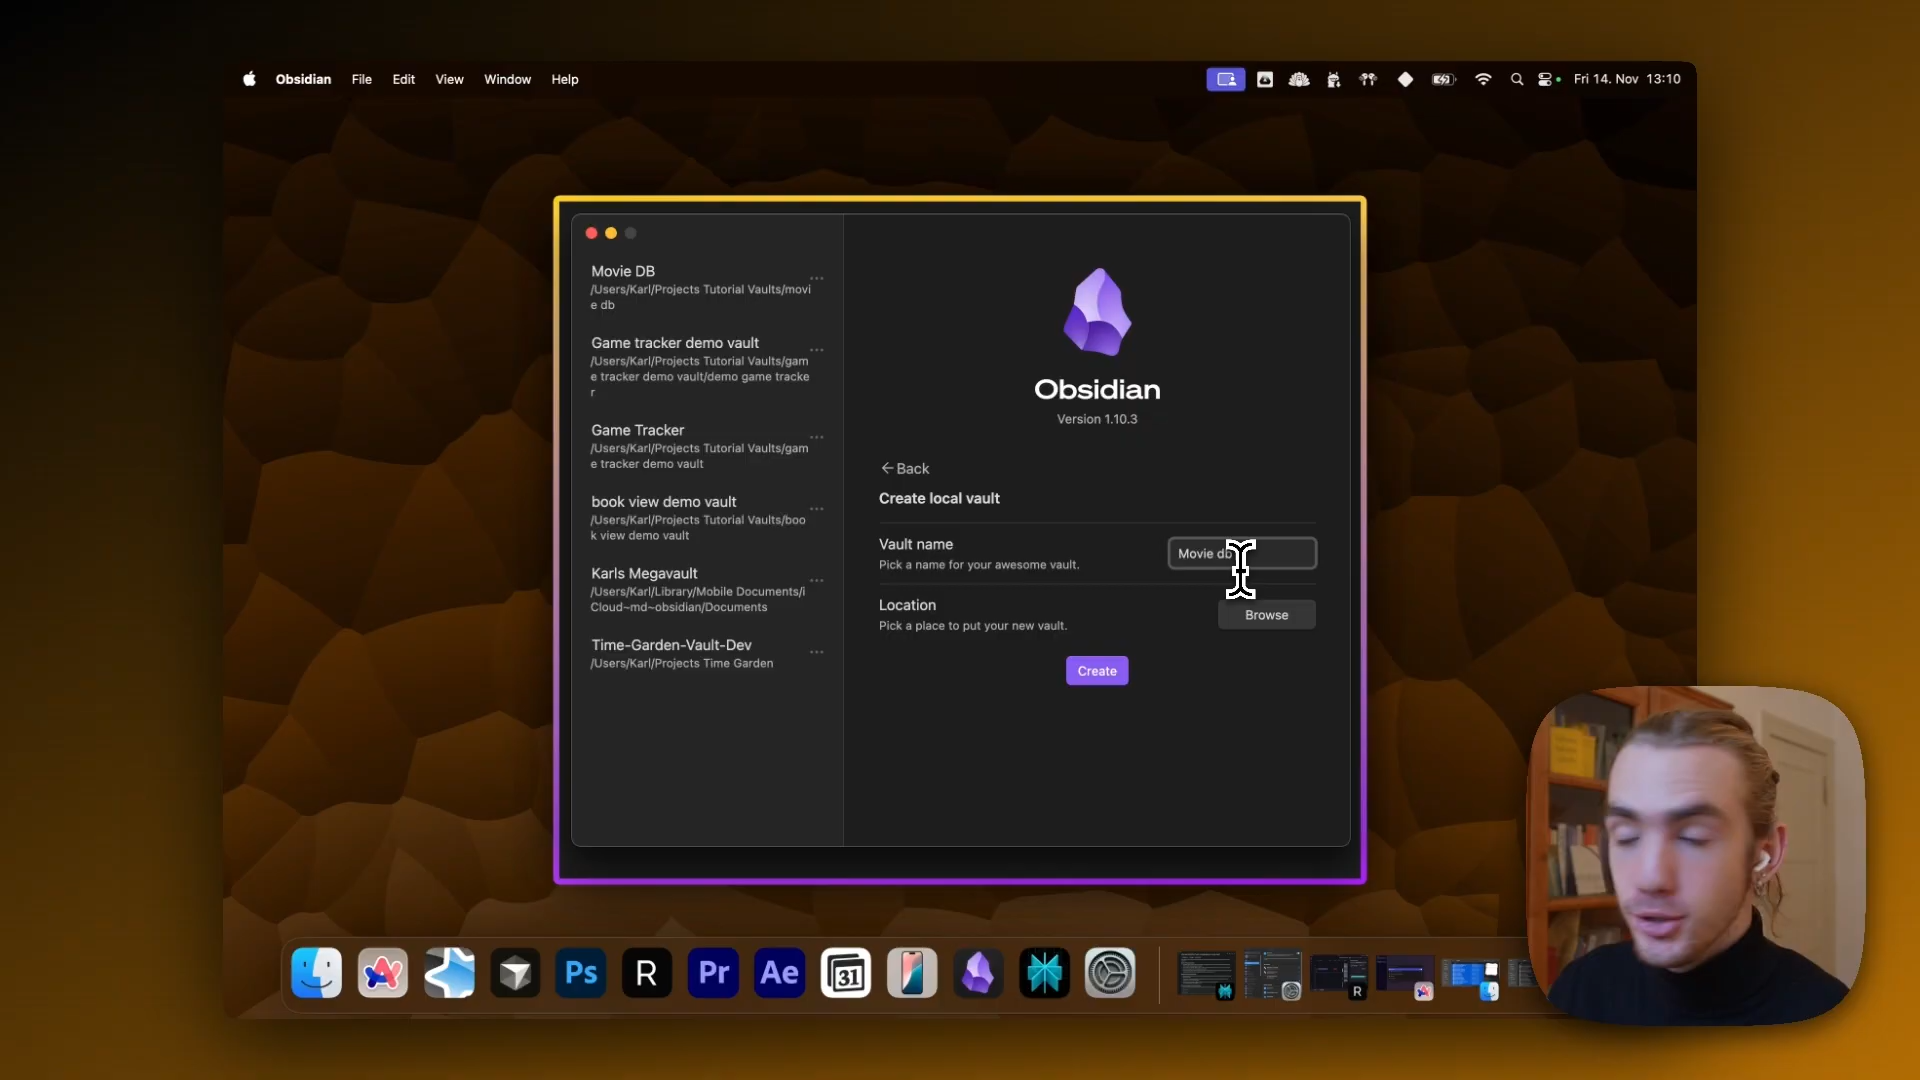 Obsidian File Edit View Window Help
Fri 14. Nov 13:10
Movie DB
/Users/Karl/Projects Tutorial Vaults/movi
e db
Game tracker demo vault
/Users/Karl/Projects Tutorial Vaults/gam
e tracker demo vault/demo game tracke
r
Game Tracker
/Users/Karl/Projects Tutorial Vaults/gam
e tracker demo vault
book view demo vault
/Users/Karl/Projects Tutorial Vaults/boo
k view demo vault
Karls Megavault
/Users/Karl/Library/Mobile Documents/i
Cloud~md~obsidian/Documents
Time-Garden-Vault-Dev
/Users/Karl/Projects Time Garden
Obsidian
Version 1.10.3
Back
Create local vault
Vault name
Pick a name for your awesome vault.
Movie db
Location
Pick a place to put your new vault.
Browse
Create
Ps
R
Pr
Ae
31
R